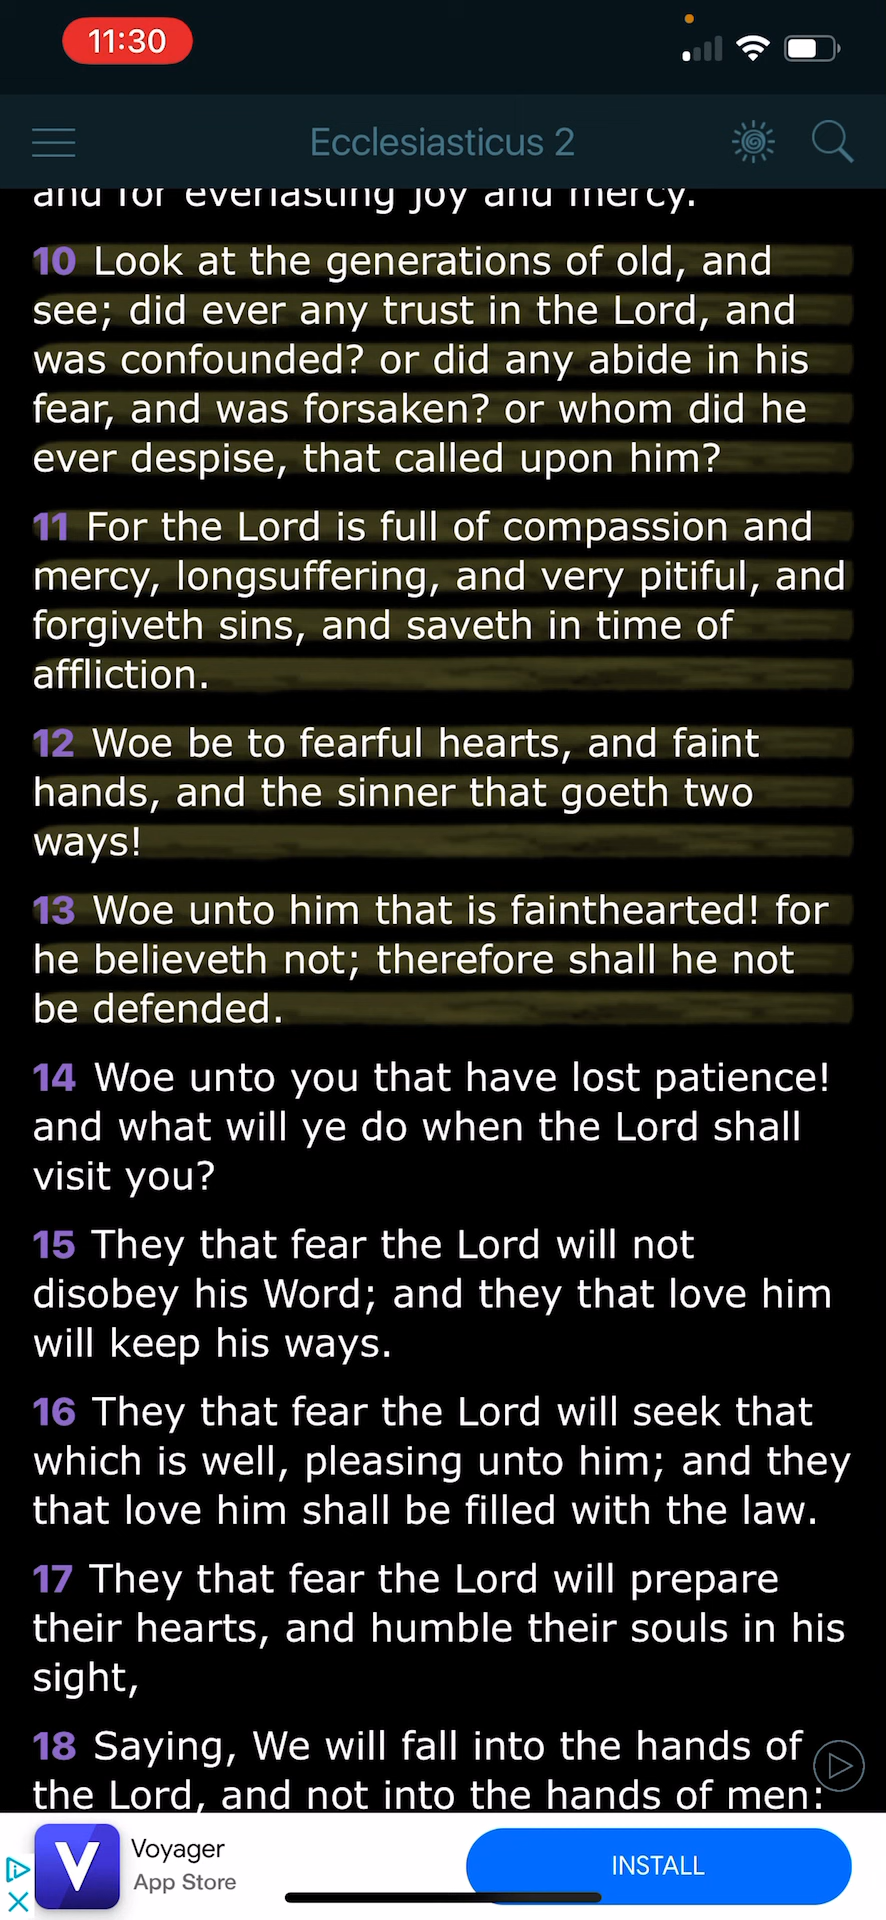 11:30
Ecclesiasticus 2
and for everlasting joy and mercy.
10 Look at the generations of old, and
see; did ever any trust in the Lord, and
was confounded? or did any abide in his
fear, and was forsaken? or whom did he
ever despise, that called upon him?
11 For the Lord is full of compassion and
mercy, longsuffering, and very pitiful, and
forgiveth sins, and saveth in time of
affliction.
12 Woe be to fearful hearts, and faint
hands, and the sinner that goeth two
ways!
13 Woe unto him that is fainthearted! for
he believeth not; therefore shall he not
be defended.
14 Woe unto you that have lost patience!
and what will ye do when the Lord shall
visit you?
15 They that fear the Lord will not
disobey his Word; and they that love him
will keep his ways.
16 They that fear the Lord will seek that
which is well, pleasing unto him; and they
that love him shall be filled with the law.
17 They that fear the Lord will prepare
their hearts, and humble their souls in his
sight,
18 Saying, We will fall into the hands of
the Lord, and not into the hands of men:
V
Voyager
App Store
INSTALL